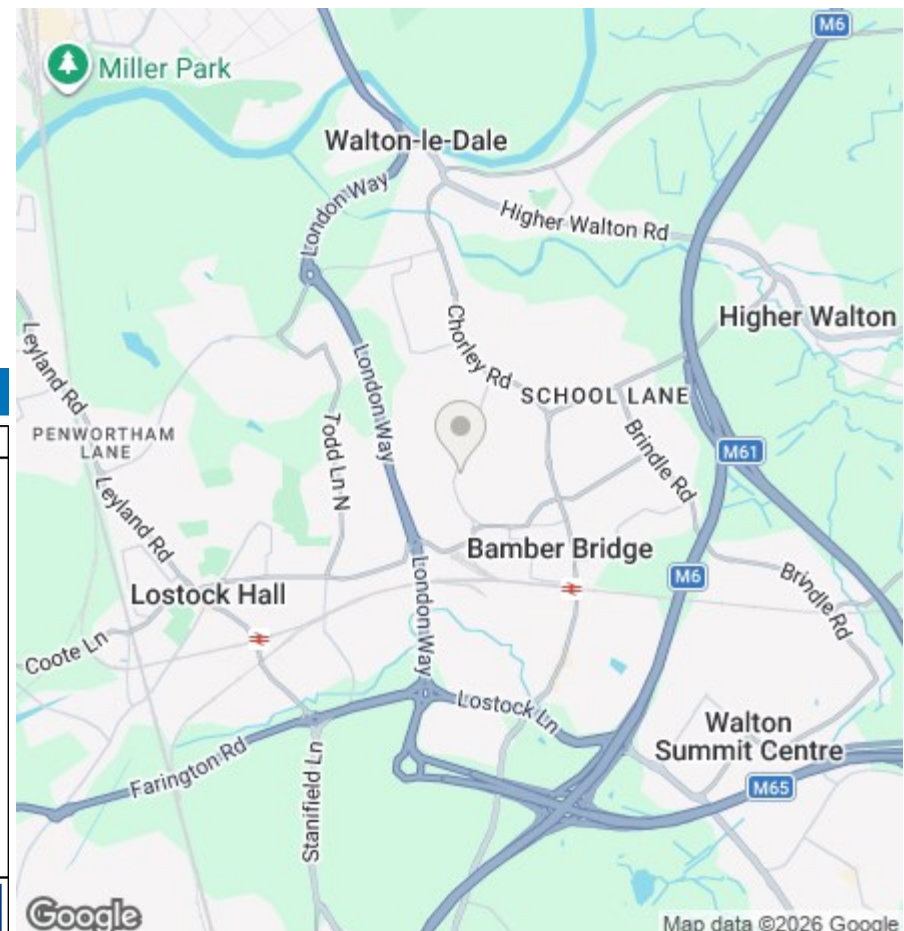 M6
Miller Park
Walton-le-Dale
London Way
Higher Walton Rd
Higher Walton
Leyland Rd
Chorley Rd
London Way
SCHOOL LANE
PENWORTHAM
LANE
Todd Ln N
Brindle Rd
M61
Leyland Rd
Bamber Bridge
M6
Lostock Hall
London Way
Brindle Rd
Coote Ln
Lostock Ln
Walton
Summit Centre
Farington Rd
Stanifield Ln
M65
Google
Map data ©2026 Google